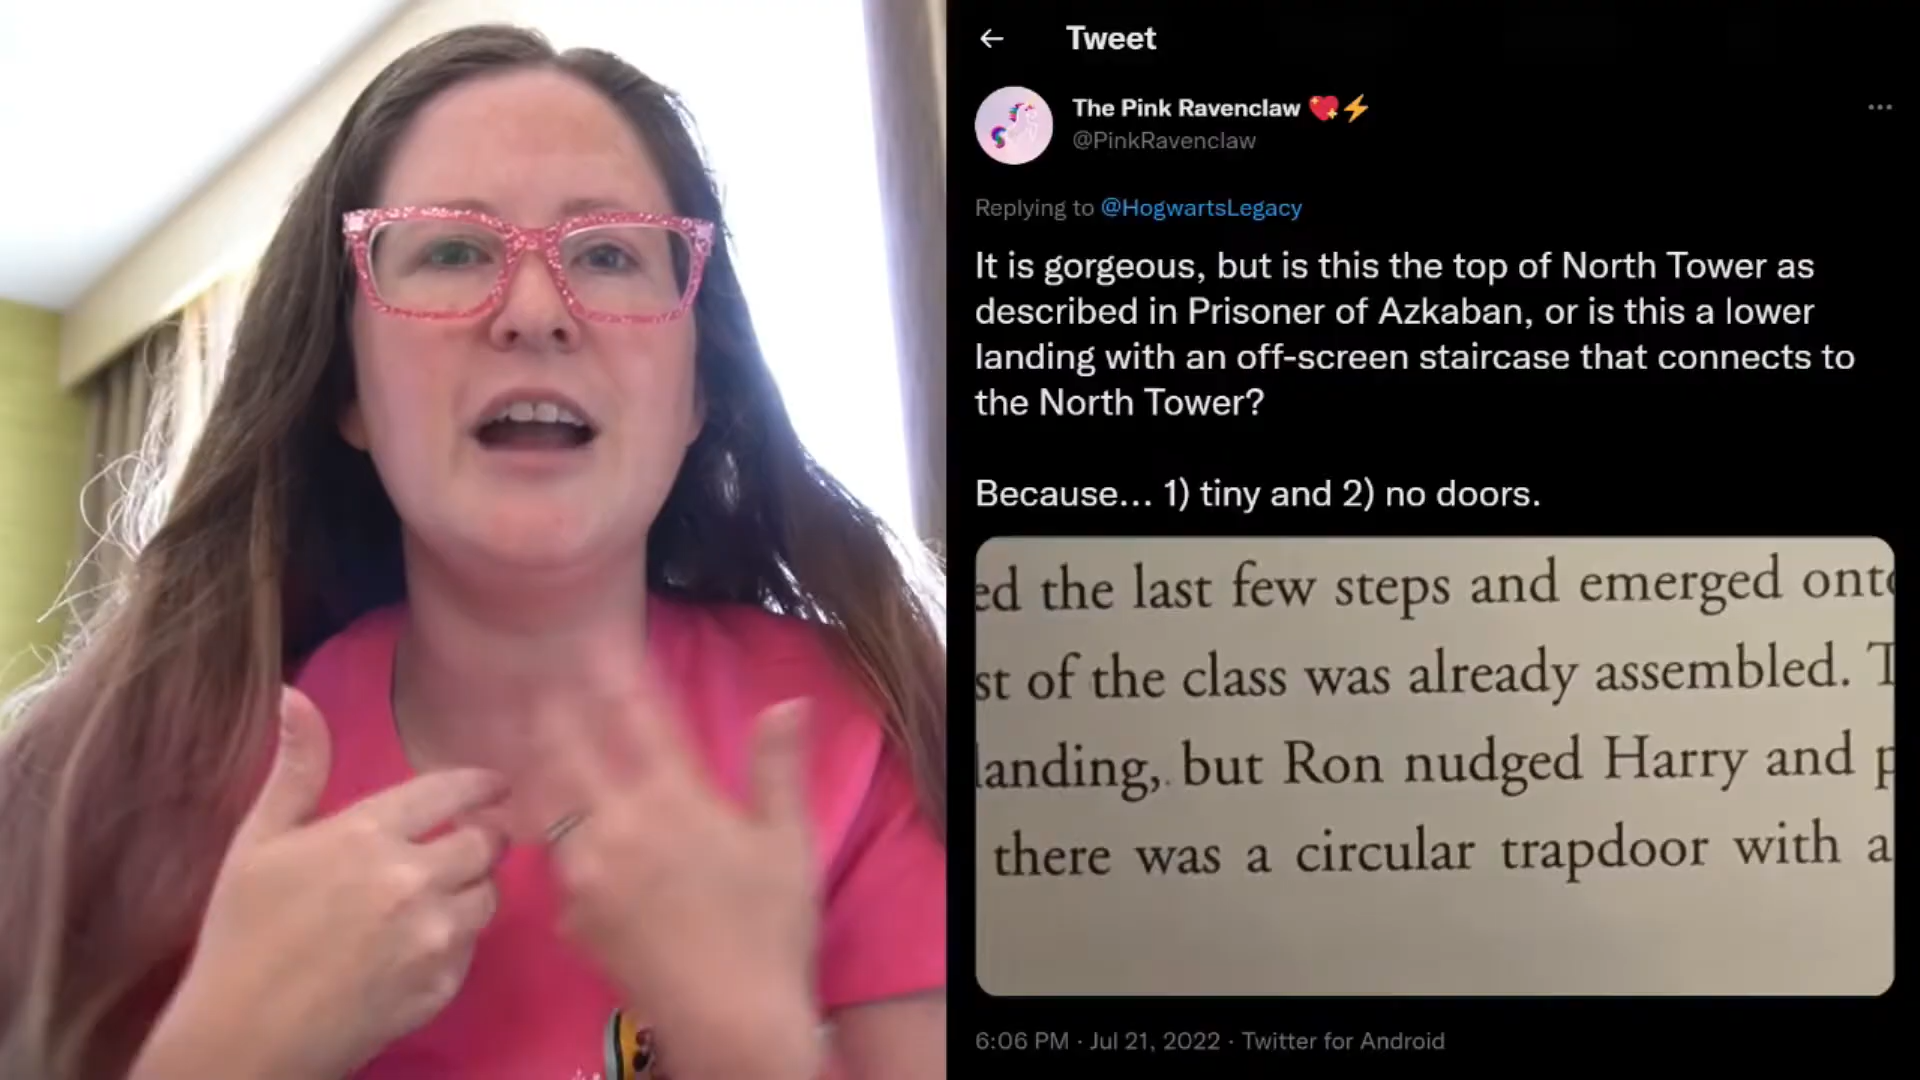 Tweet
The Pink Ravenclaw 💖⚡
@PinkRavenclaw
Replying to @HogwartsLegacy
It is gorgeous, but is this the top of North Tower as
described in Prisoner of Azkaban, or is this a lower
landing with an off-screen staircase that connects to
the North Tower?
Because... 1) tiny and 2) no doors.
ed the last few steps and emerged onto
st of the class was already assembled. T
landing, but Ron nudged Harry and p
there was a circular trapdoor with a
6:06 PM · Jul 21, 2022 · Twitter for Android